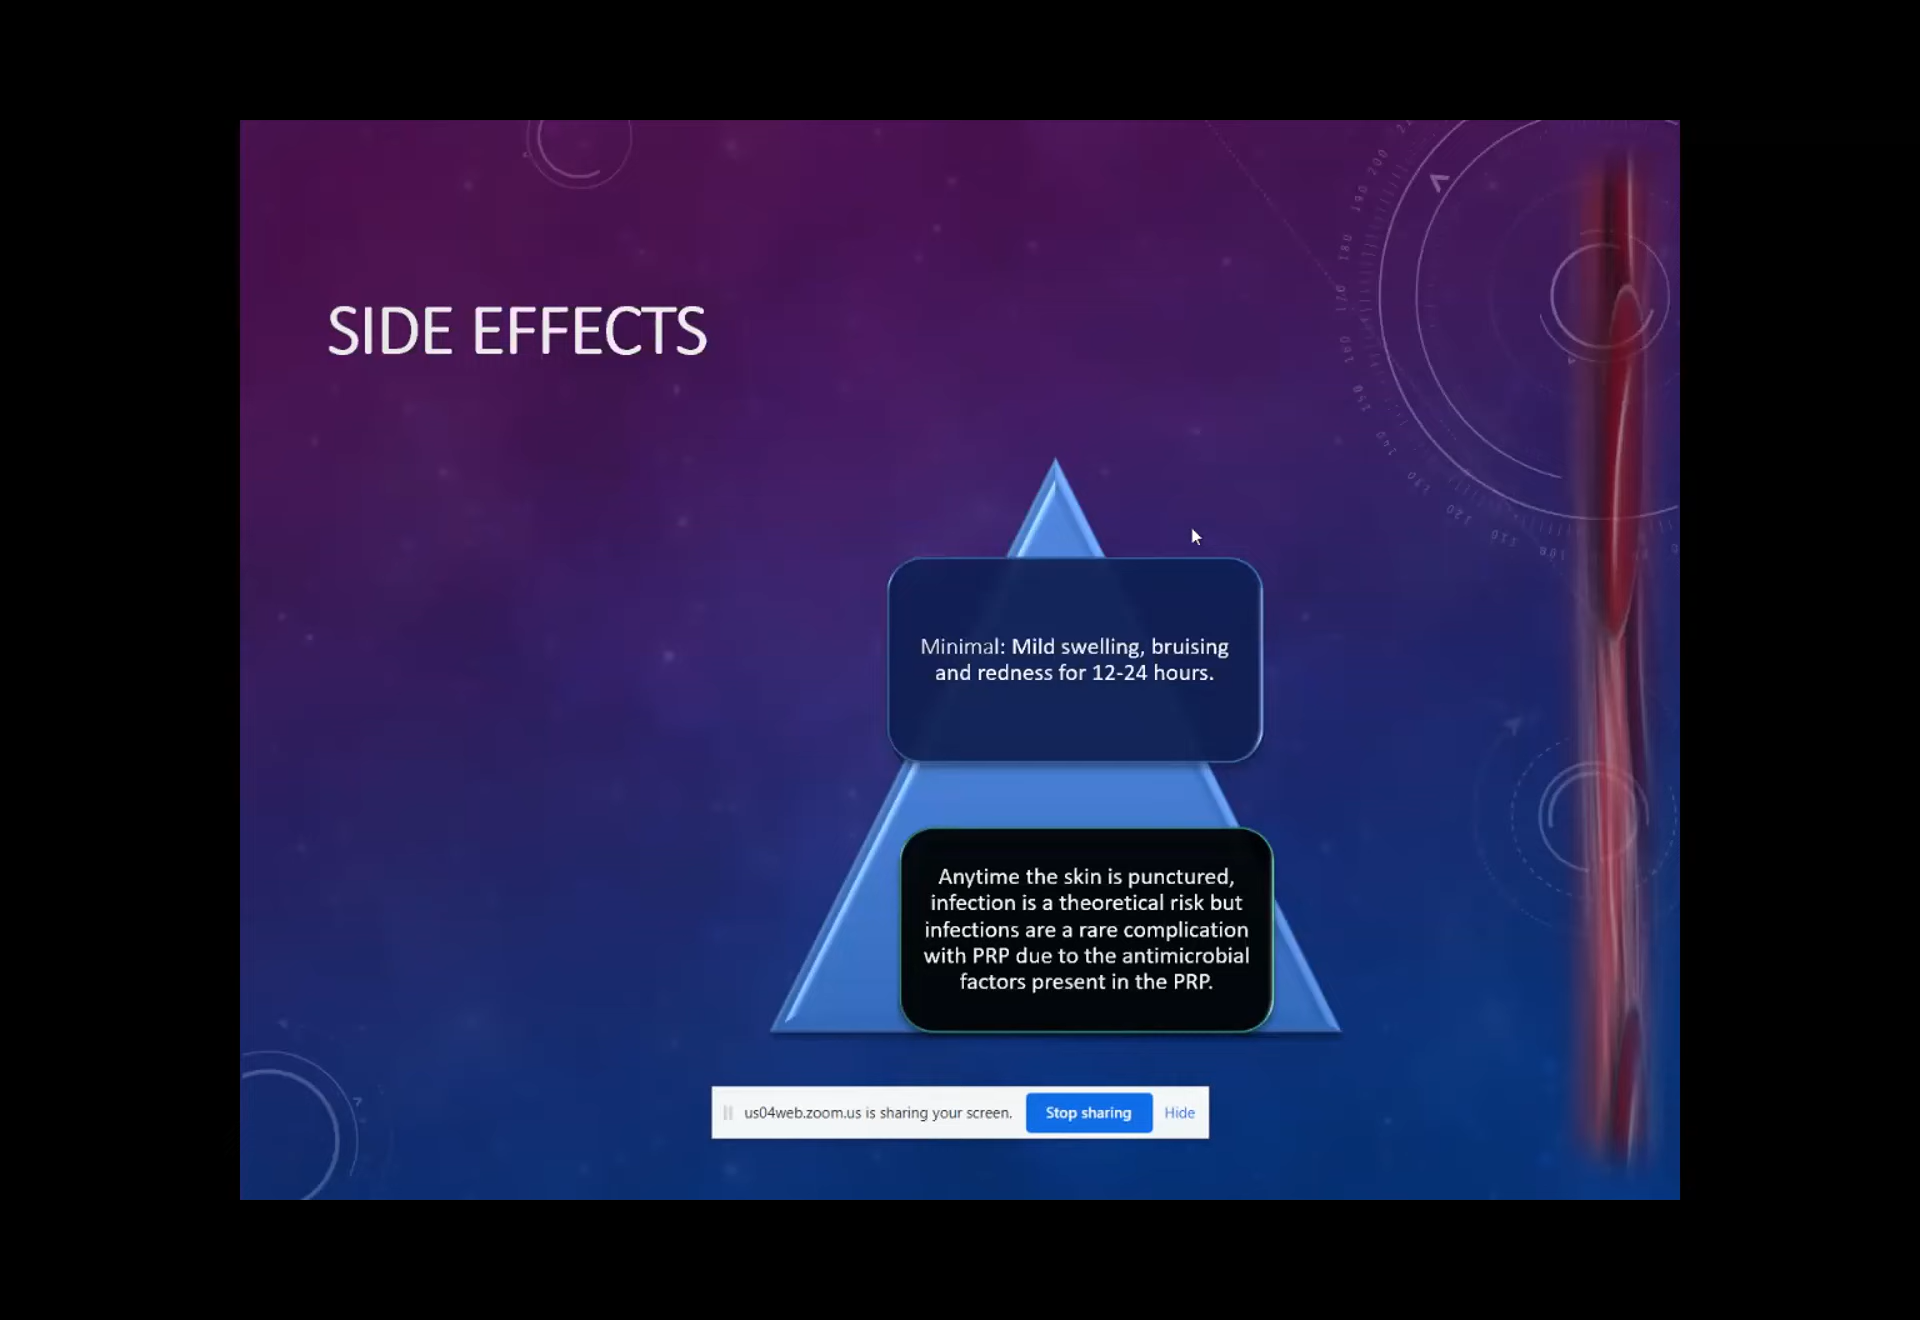 SIDE EFFECTS
Minimal: Mild swelling, bruising
and redness for 12-24 hours.
Anytime the skin is punctured,
infection is a theoretical risk but
infections are a rare complication
with PRP due to the antimicrobial
factors present in the PRP.
us04web.zoom.us is sharing your screen. Stop sharing Hide